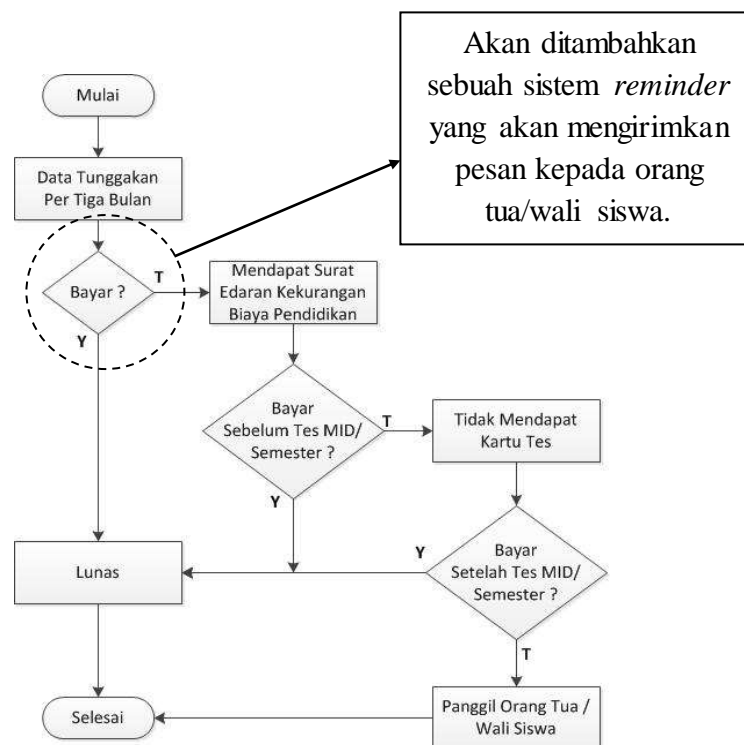 Akan ditambahkan
sebuah sistem reminder
yang akan mengirimkan
pesan kepada orang
tua/wali siswa.
Mulai
Data Tunggakan
Per Tiga Bulan
Bayar ?
T
Y
Mendapat Surat
Edaran Kekurangan
Biaya Pendidikan
Bayar
Sebelum Tes MID/
Semester ?
T
Y
Tidak Mendapat
Kartu Tes
Bayar
Setelah Tes MID/
Semester ?
Y
T
Lunas
Panggil Orang Tua /
Wali Siswa
Selesai